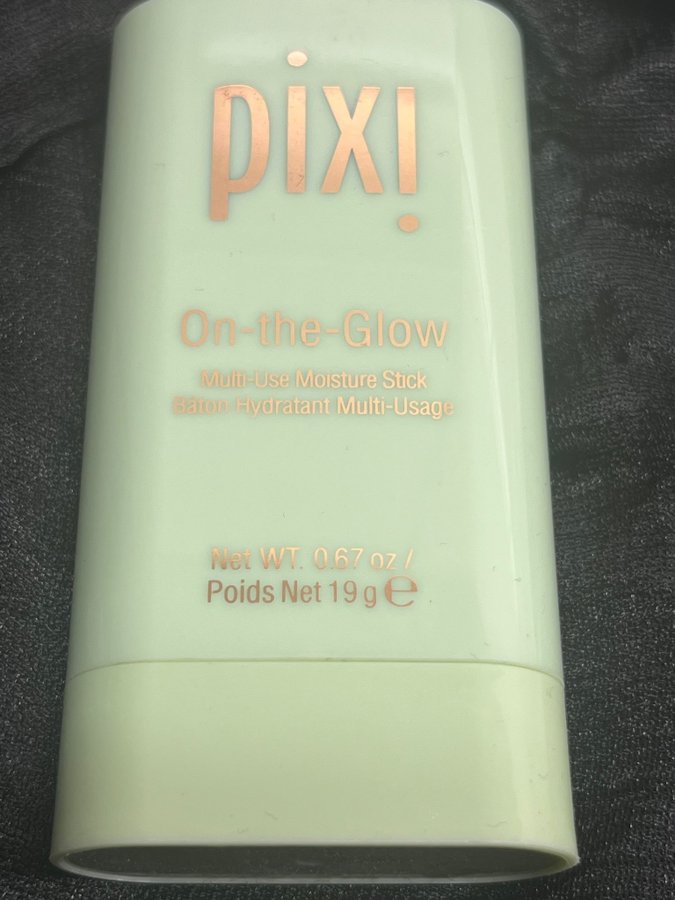 pixi
On-the-Glow
Multi-Use Moisture Stick
Bâton Hydratant Multi-Usage
Net WT. 0.67 oz /
Poids Net 19 g ℮